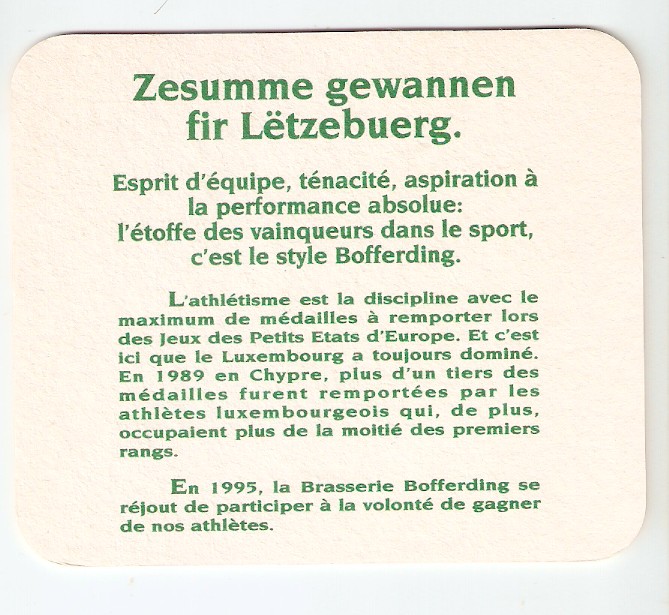 Zesumme gewannen
fir Lëtzebuerg.
Esprit d'équipe, ténacité, aspiration à
la performance absolue:
l'étoffe des vainqueurs dans le sport,
c'est le style Bofferding.
L'athlétisme est la discipline avec le
maximum de médailles à remporter lors
des Jeux des Petits Etats d'Europe. Et c'est
ici que le Luxembourg a toujours dominé.
En 1989 en Chypre, plus d'un tiers des
médailles furent remportées par les
athlètes luxembourgeois qui, de plus,
occupaient plus de la moitié des premiers
rangs.
En 1995, la Brasserie Bofferding se
réjout de participer à la volonté de gagner
de nos athlètes.